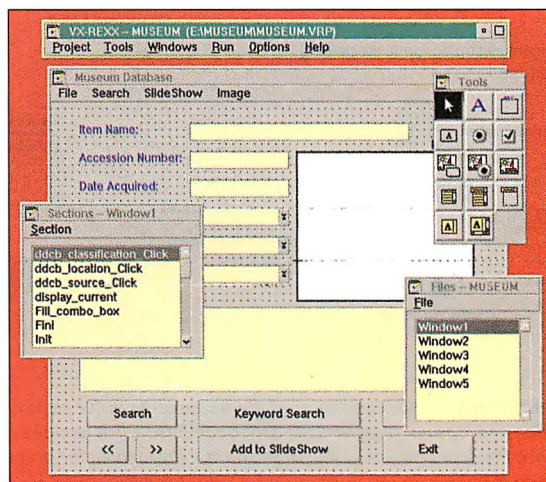 VX-REXX – MUSEUM (E:\MUSEUM\MUSEUM.VRP)
Project Tools Windows Run Options Help
Museum Database
File Search SlideShow Image
Tools
Item Name:
Accession Number:
Date Acquired:
Sections – Window1
Section
ddcb_classification_Click
ddcb_location_Click
ddcb_source_Click
display_current
Fill_combo_box
Fini
Init
Files – MUSEUM
File
Window1
Window2
Window3
Window4
Window5
Search
Keyword Search
<<
>>
Add to SlideShow
Exit